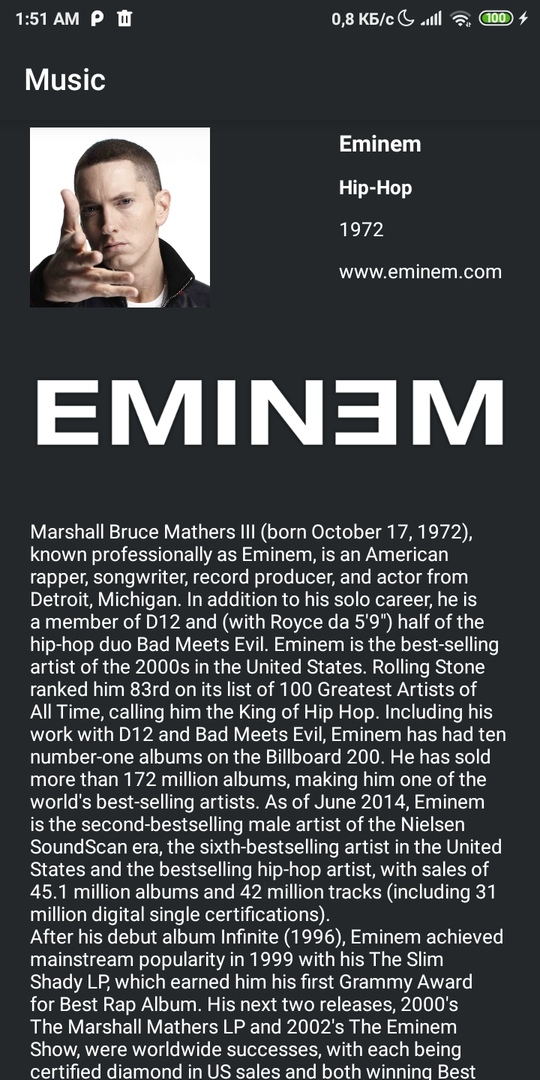 1:51 AM 0,8 КБ/с 100
Music
Eminem
Hip-Hop
1972
www.eminem.com
EMINƎM
Marshall Bruce Mathers III (born October 17, 1972),
known professionally as Eminem, is an American
rapper, songwriter, record producer, and actor from
Detroit, Michigan. In addition to his solo career, he is
a member of D12 and (with Royce da 5'9") half of the
hip-hop duo Bad Meets Evil. Eminem is the best-selling
artist of the 2000s in the United States. Rolling Stone
ranked him 83rd on its list of 100 Greatest Artists of
All Time, calling him the King of Hip Hop. Including his
work with D12 and Bad Meets Evil, Eminem has had ten
number-one albums on the Billboard 200. He has sold
more than 172 million albums, making him one of the
world's best-selling artists. As of June 2014, Eminem
is the second-bestselling male artist of the Nielsen
SoundScan era, the sixth-bestselling artist in the United
States and the bestselling hip-hop artist, with sales of
45.1 million albums and 42 million tracks (including 31
million digital single certifications).
After his debut album Infinite (1996), Eminem achieved
mainstream popularity in 1999 with his The Slim
Shady LP, which earned him his first Grammy Award
for Best Rap Album. His next two releases, 2000's
The Marshall Mathers LP and 2002's The Eminem
Show, were worldwide successes, with each being
certified diamond in US sales and both winning Best